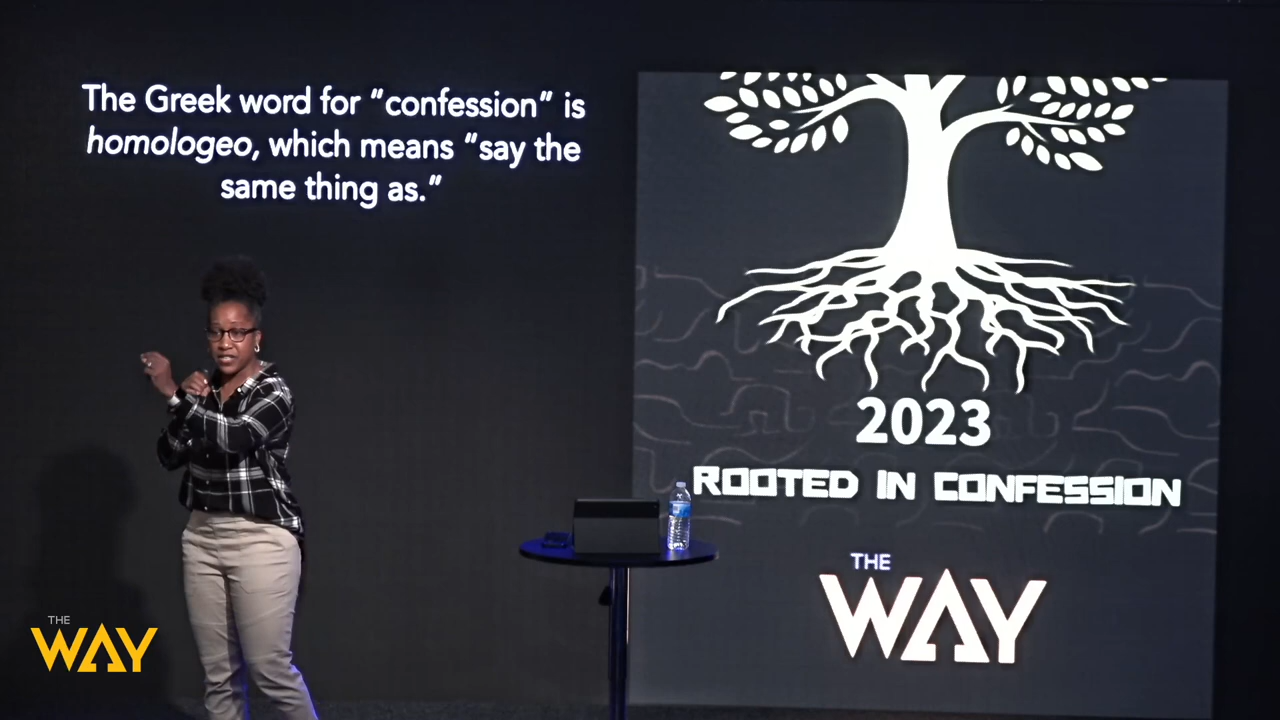 The Greek word for “confession” is
homologeo, which means “say the
same thing as.”
2023
ROOTED IN CONFESSION
THE
WAY
THE
WAY